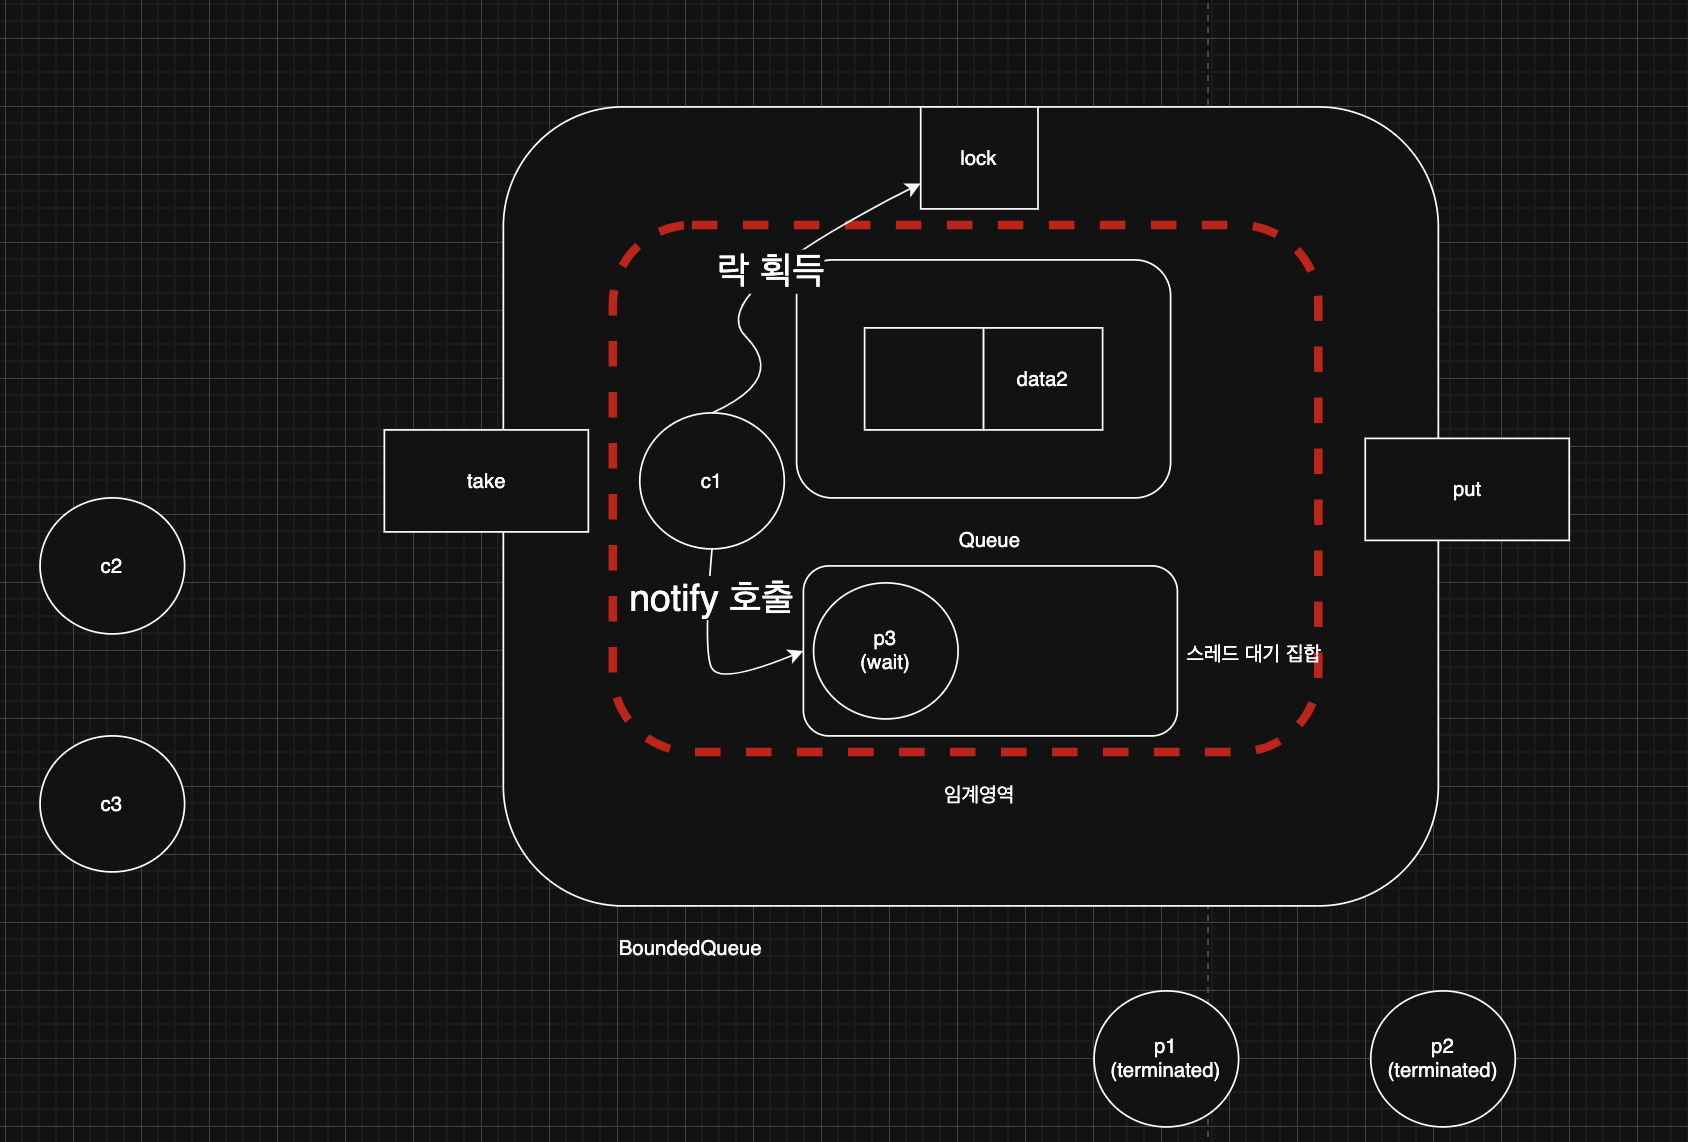 lock
락 획득
data2
take
c1
put
c2
Queue
notify 호출
p3
(wait)
스레드 대기 집합
c3
임계영역
BoundedQueue
p1
(terminated)
p2
(terminated)